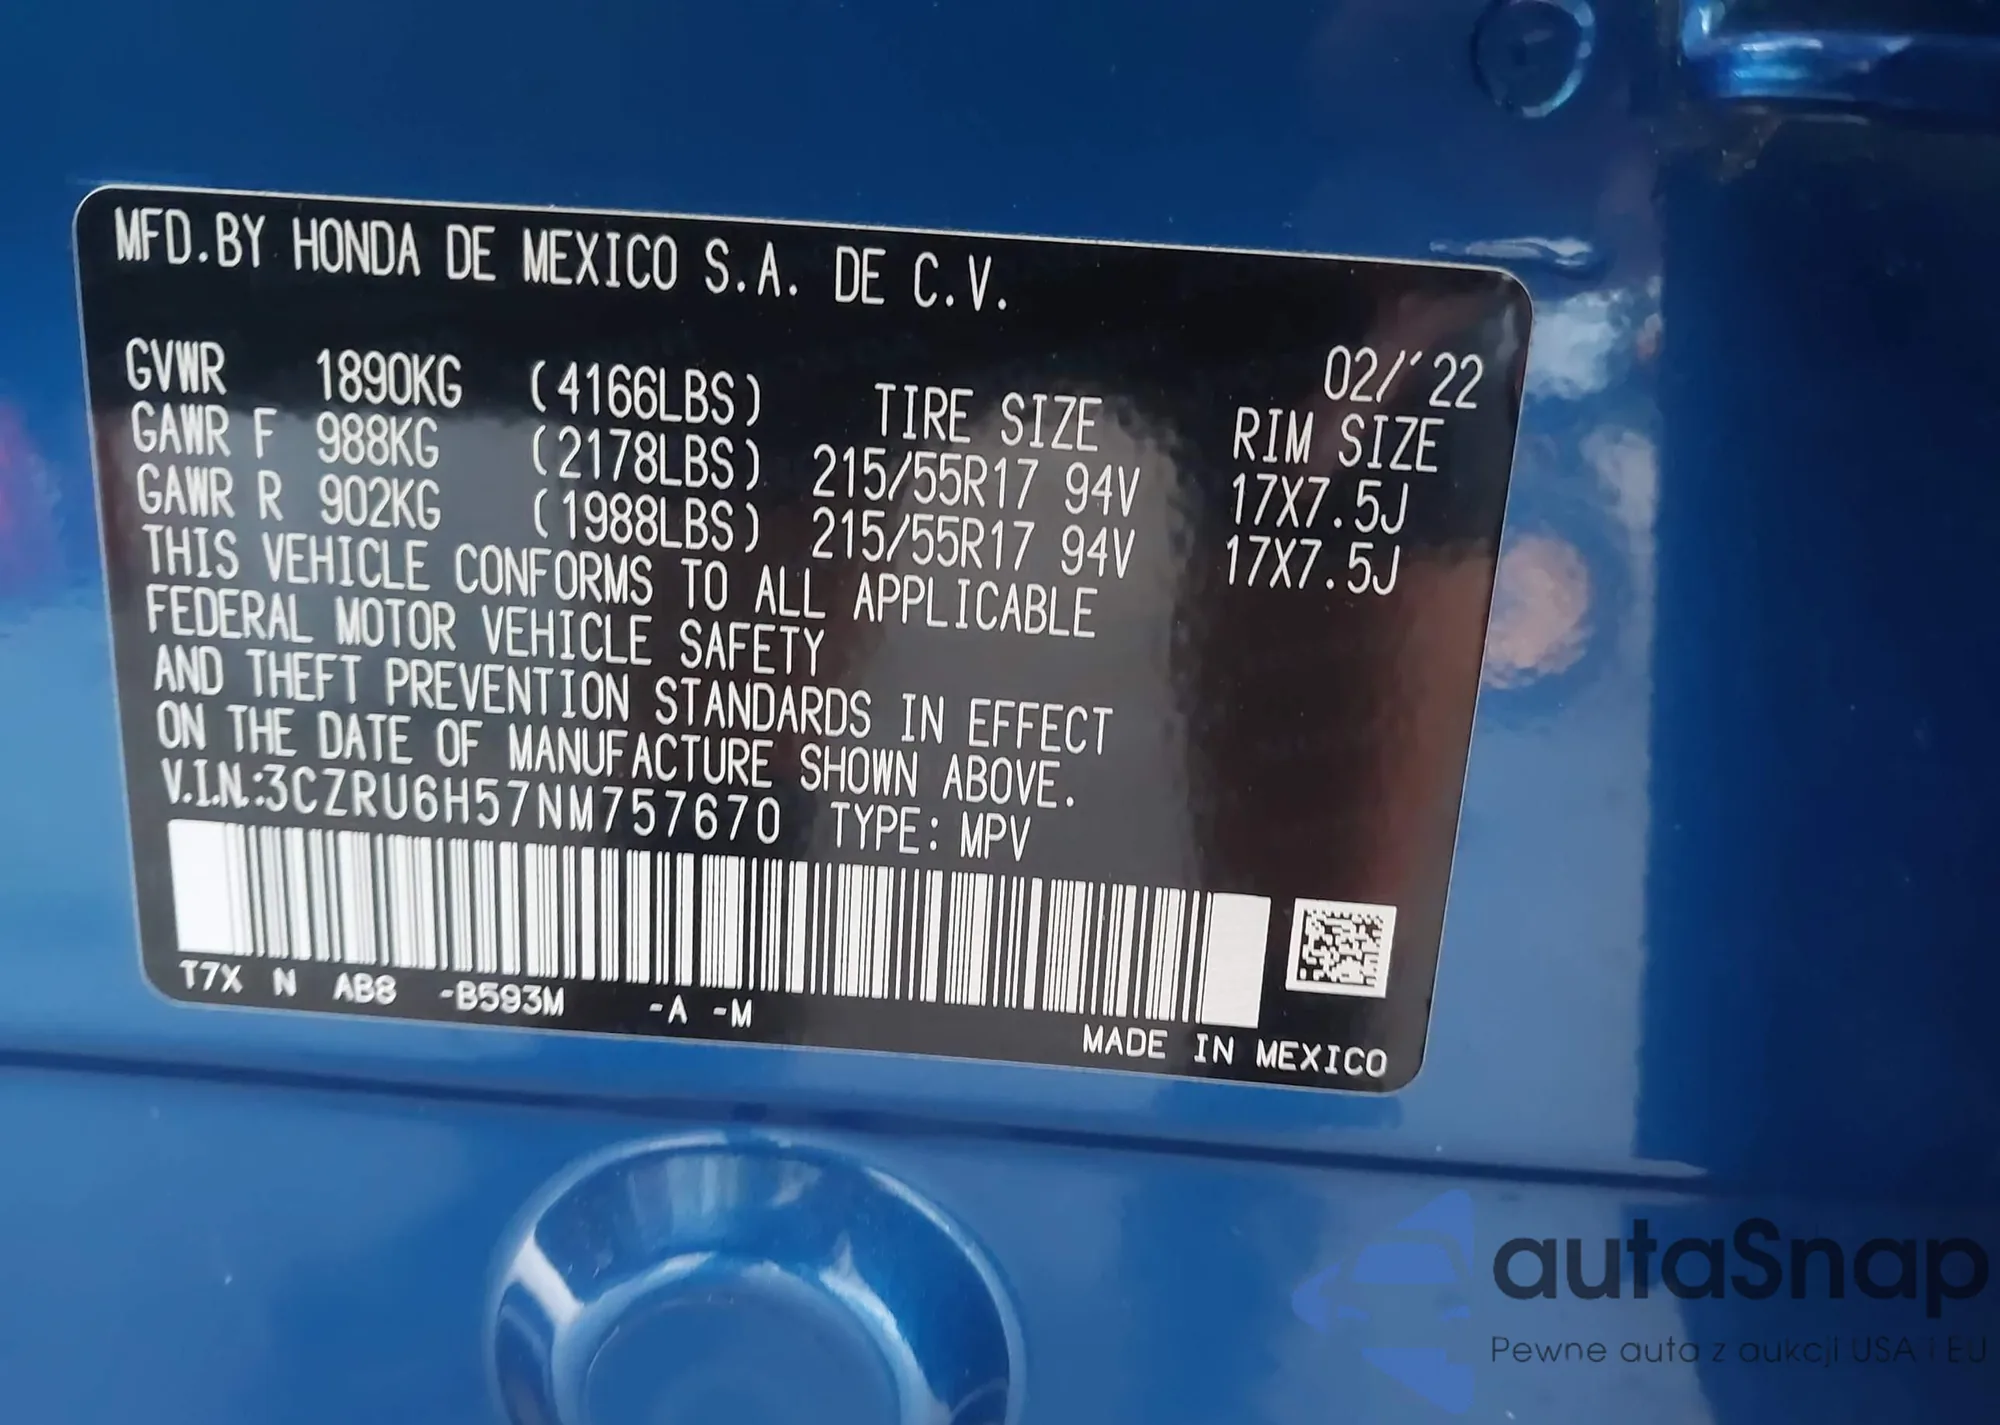 MFD.BY HONDA DE MEXICO S.A. DE C.V.
02/'22
GVWR 1890KG (4166LBS) TIRE SIZE RIM SIZE
GAWR F 988KG (2178LBS) 215/55R17 94V 17X7.5J
GAWR R 902KG (1988LBS) 215/55R17 94V 17X7.5J
THIS VEHICLE CONFORMS TO ALL APPLICABLE
FEDERAL MOTOR VEHICLE SAFETY
AND THEFT PREVENTION STANDARDS IN EFFECT
ON THE DATE OF MANUFACTURE SHOWN ABOVE.
V.I.N.:3CZRU6H57NM757670 TYPE: MPV
T7X N AB8 -B593M -A -M
MADE IN MEXICO
autaSnap
Pewne auta z aukcji USA i EU